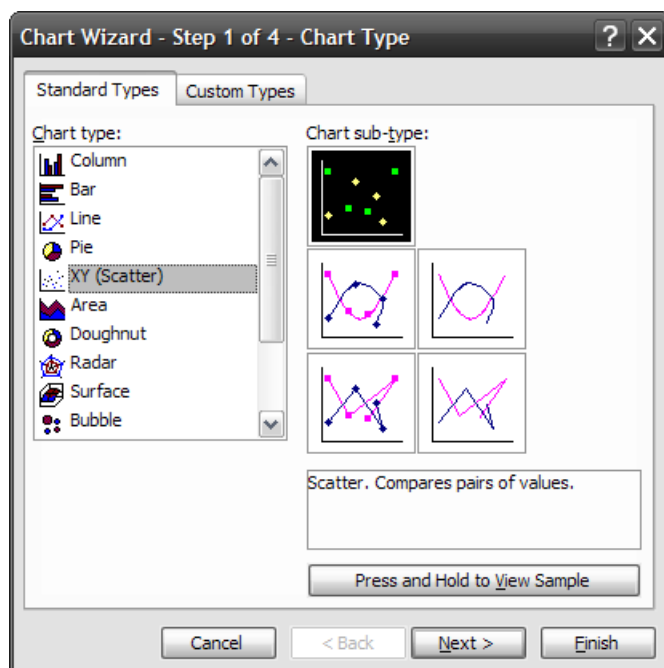 Chart Wizard - Step 1 of 4 - Chart Type
Standard Types
Custom Types
Chart type:
Column
Bar
Line
Pie
XY (Scatter)
Area
Doughnut
Radar
Surface
Bubble
Chart sub-type:
Scatter. Compares pairs of values.
Press and Hold to View Sample
Cancel
< Back
Next >
Finish